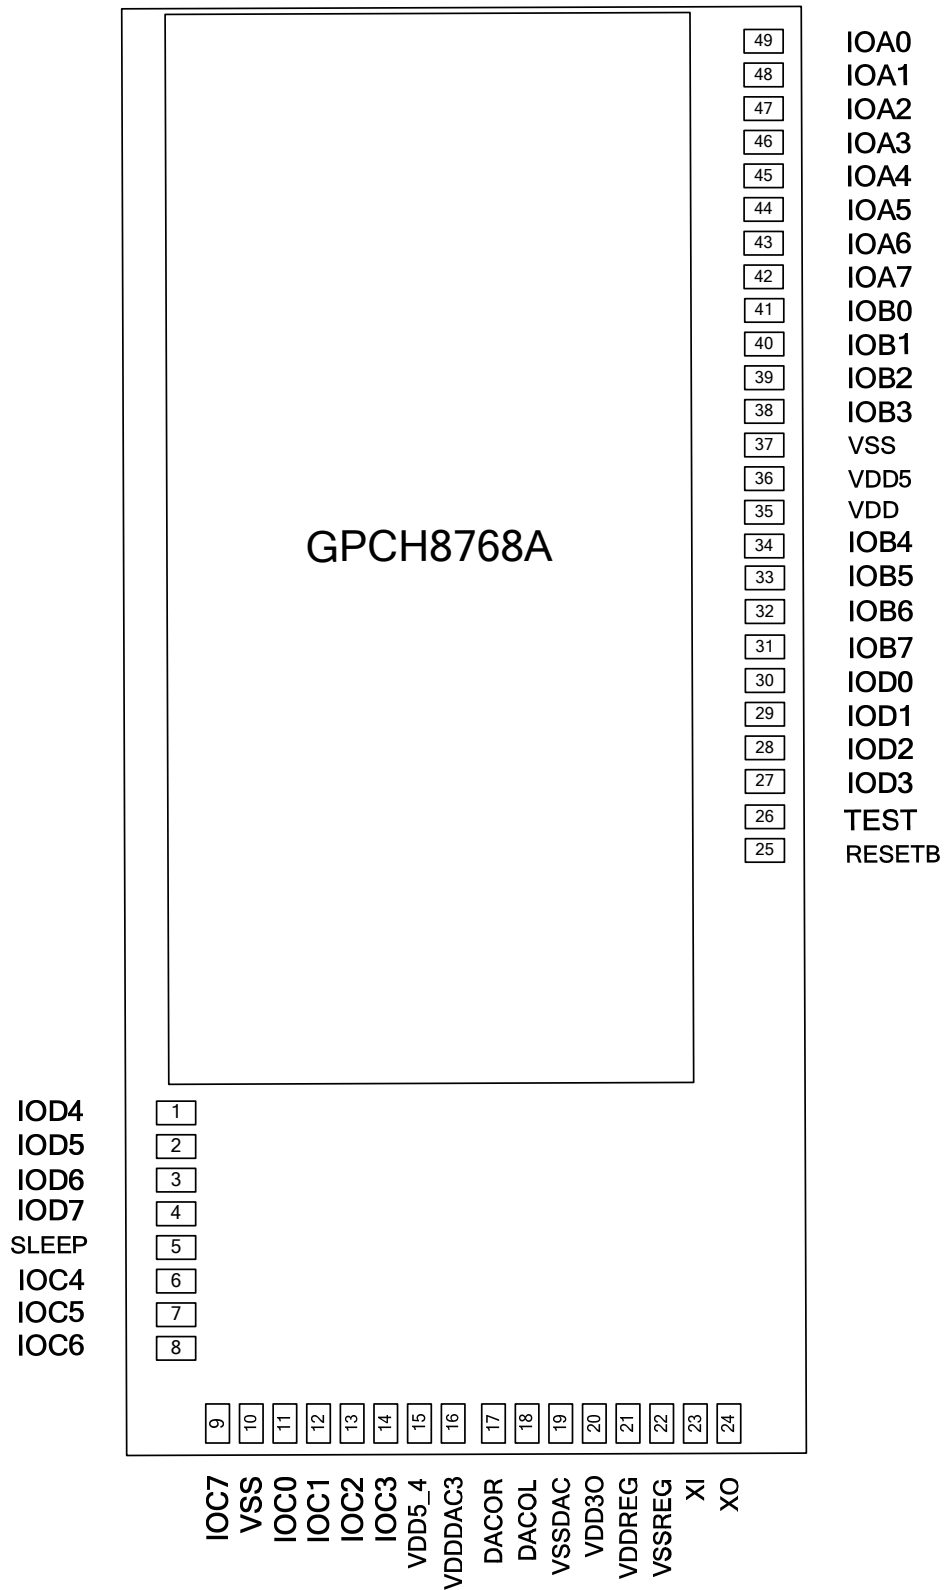 49 IOA0
48 IOA1
47 IOA2
46 IOA3
45 IOA4
44 IOA5
43 IOA6
42 IOA7
41 IOB0
40 IOB1
39 IOB2
38 IOB3
37 VSS
36 VDD5
35 VDD
GPCH8768A
34 IOB4
33 IOB5
32 IOB6
31 IOB7
30 IOD0
29 IOD1
28 IOD2
27 IOD3
26 TEST
25 RESETB
IOD4 1
IOD5 2
IOD6 3
IOD7 4
SLEEP 5
IOC4 6
IOC5 7
IOC6 8
9 10 11 12 13 14 15 16 17 18 19 20 21 22 23 24
IOC7
VSS
IOC0
IOC1
IOC2
IOC3
VDD5_4
VDDDAC3
DACOR
DACOL
VSSDAC
VDD3O
VDDREG
VSSREG
XI
XO